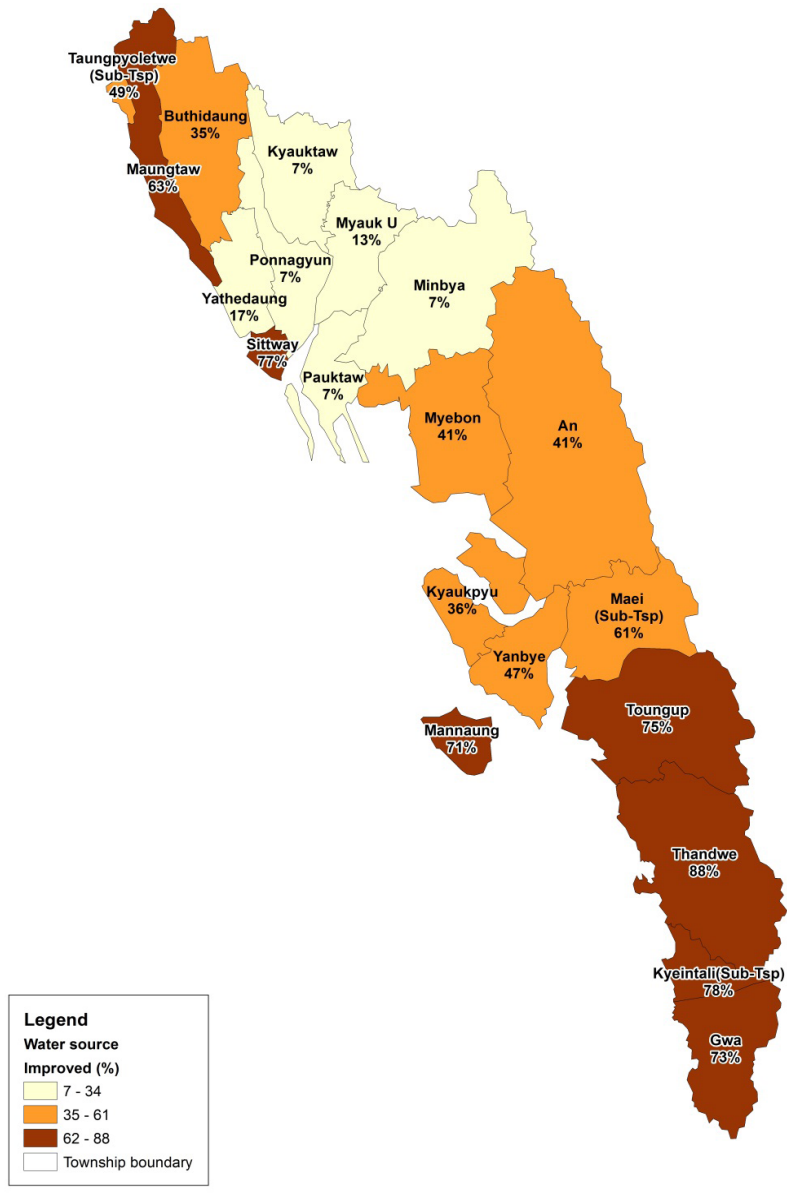 Taungpyoletwe
(Sub-Tsp)
49%
Buthidaung
35%
Kyauktaw
7%
Maungtaw
63%
Myauk U
13%
Ponnagyun
7%
Minbya
7%
Yathedaung
17%
Sittway
77%
Pauktaw
7%
Myebon
41%
An
41%
Kyaukpyu
36%
Maei
(Sub-Tsp)
61%
Yanbye
47%
Toungup
75%
Mannaung
71%
Thandwe
88%
Kyeintali(Sub-Tsp)
78%
Gwa
73%
Legend
Water source
Improved (%)
7 - 34
35 - 61
62 - 88
Township boundary